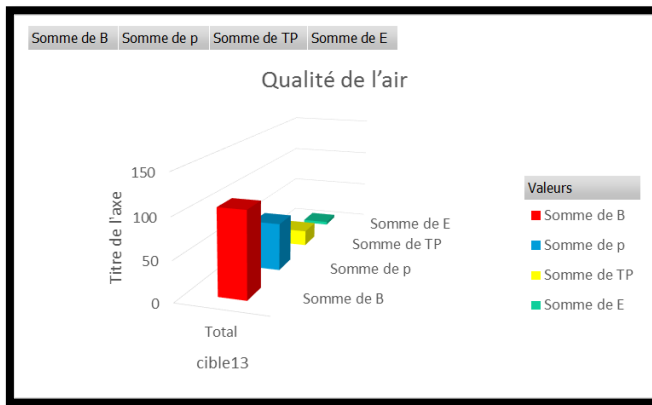 Somme de B Somme de p Somme de TP Somme de E
Qualité de l'air
150
100
50
0
Titre de l'axe
Somme de E
Somme de TP
Somme de p
Somme de B
Total
cible13
Valeurs
Somme de B
Somme de p
Somme de TP
Somme de E